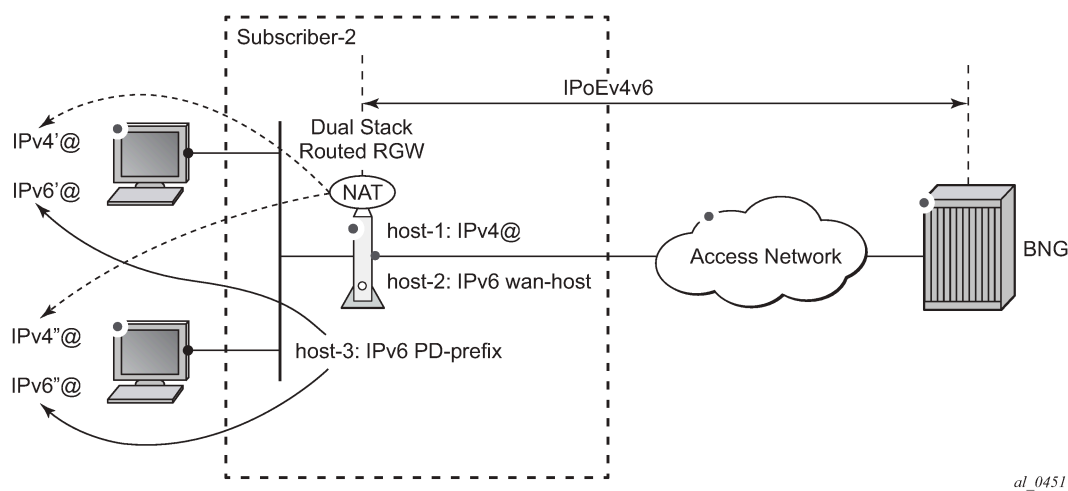 Subscriber-2
IPoEv4v6
Dual Stack
Routed RGW
IPv4’@
IPv6’@
NAT
host-1: IPv4@
Access Network
BNG
host-2: IPv6 wan-host
IPv4”@
host-3: IPv6 PD-prefix
IPv6”@
al_0451